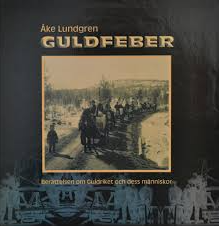 Åke Lundgren
GULDFEBER
Berättelsen om Guldriket och dess människor